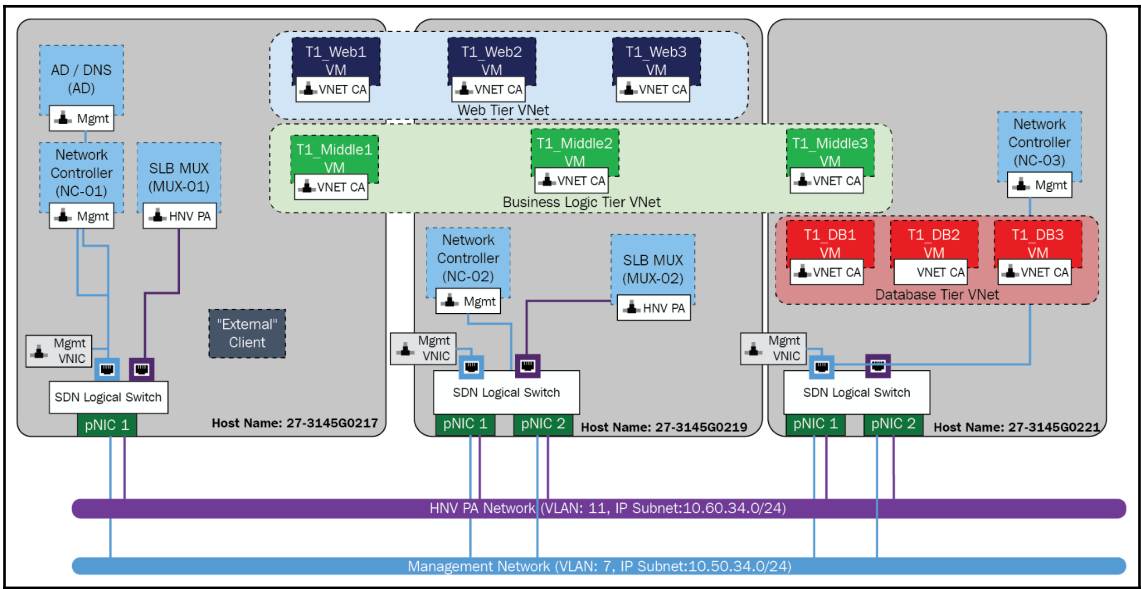 AD / DNS
(AD)
Mgmt
Network
Controller
(NC-01)
Mgmt
SLB MUX
(MUX-01)
HNV PA
"External"
Client
Mgmt
VNIC
SDN Logical Switch
pNIC 1
Host Name: 27-3145G0217
T1_Web1
VM
VNET CA
T1_Web2
VM
VNET CA
T1_Web3
VM
VNET CA
Web Tier VNet
T1_Middle1
VM
VNET CA
T1_Middle2
VM
VNET CA
T1_Middle3
VM
VNET CA
Business Logic Tier VNet
Network
Controller
(NC-02)
Mgmt
SLB MUX
(MUX-02)
HNV PA
Mgmt
VNIC
SDN Logical Switch
pNIC 1
pNIC 2
Host Name: 27-3145G0219
Network
Controller
(NC-03)
Mgmt
T1_DB1
VM
VNET CA
T1_DB2
VM
VNET CA
T1_DB3
VM
VNET CA
Database Tier VNet
Mgmt
VNIC
SDN Logical Switch
pNIC 1
pNIC 2
Host Name: 27-3145G0221
HNV PA Network (VLAN: 11, IP Subnet:10.60.34.0/24)
Management Network (VLAN: 7, IP Subnet:10.50.34.0/24)